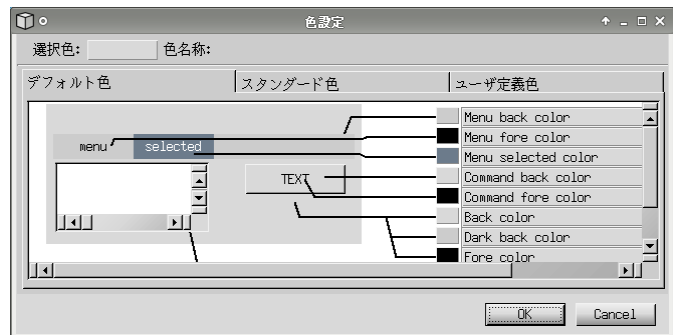 色設定
選択色: 色名称:
デフォルト色 スタンダード色 ユーザ定義色
Menu back color
menu selected Menu fore color
Menu selected color
TEXT Command back color
Command fore color
Back color
Dark back color
Fore color
OK Cancel